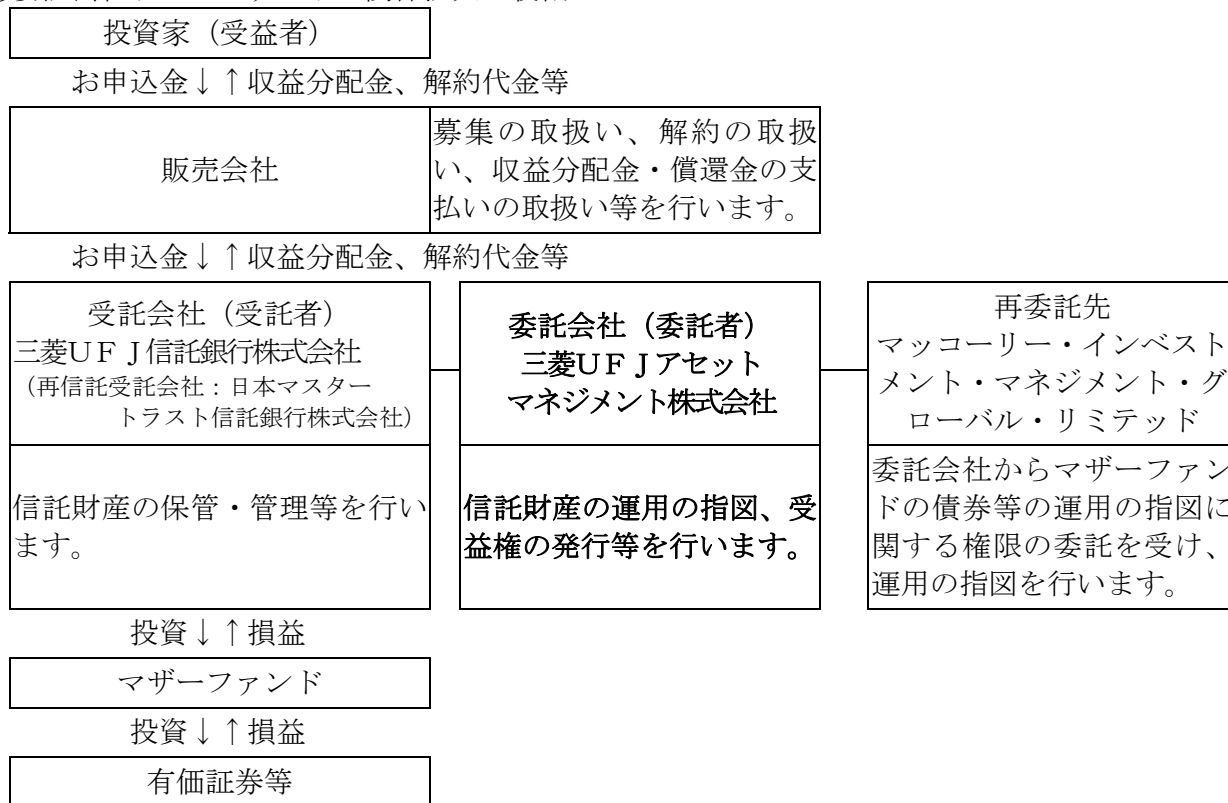 投資家（受益者）
お申込金↓↑収益分配金、解約代金等
販売会社
募集の取扱い、解約の取扱
い、収益分配金・償還金の支
払いの取扱い等を行います。
お申込金↓↑収益分配金、解約代金等
受託会社（受託者）
三菱ＵＦＪ信託銀行株式会社
（再信託受託会社：日本マスター
トラスト信託銀行株式会社）
信託財産の保管・管理等を行い
ます。
委託会社（委託者）
三菱ＵＦＪアセット
マネジメント株式会社
信託財産の運用の指図、受
益権の発行等を行います。
再委託先
マッコーリー・インベスト
メント・マネジメント・グ
ローバル・リミテッド
委託会社からマザーファン
ドの債券等の運用の指図に
関する権限の委託を受け、
運用の指図を行います。
投資↓↑損益
マザーファンド
投資↓↑損益
有価証券等